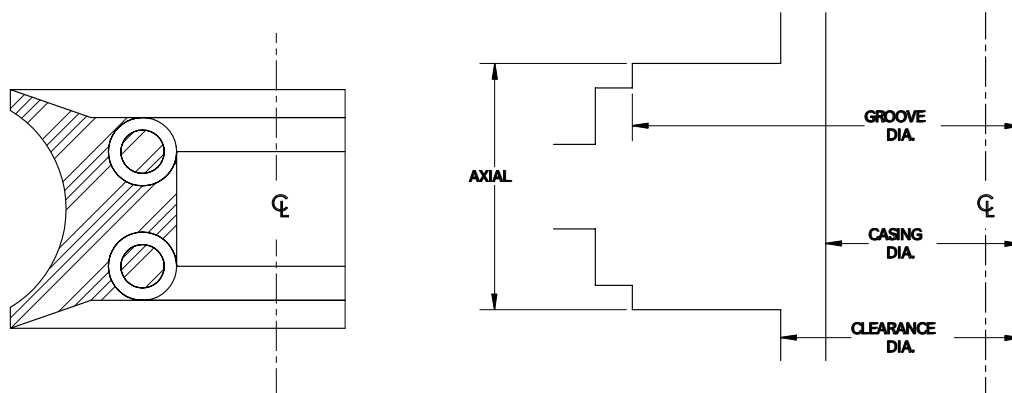 GROOVE
DIA.
AXIAL
℄
℄
CASING
DIA.
CLEARANCE
DIA.